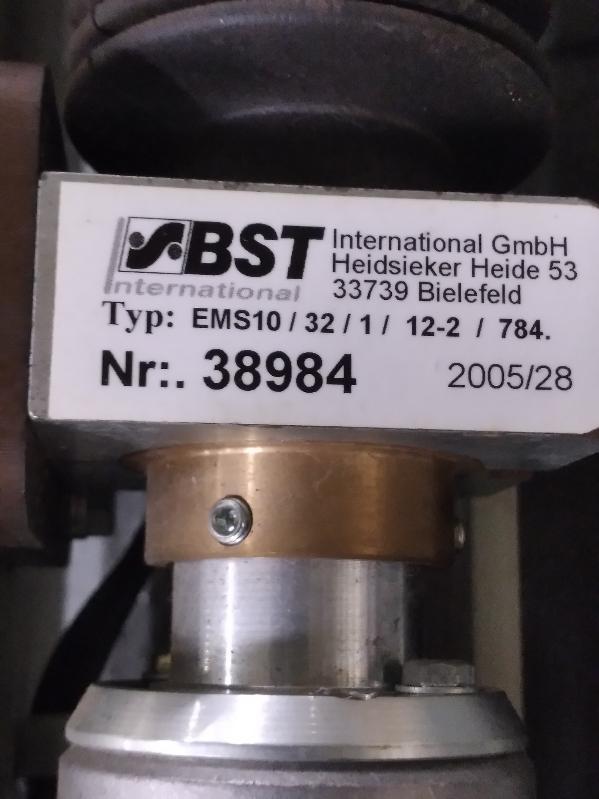 BST
International
International GmbH
Heidsieker Heide 53
33739 Bielefeld
Typ: EMS10 / 32 / 1 / 12-2 / 784.
Nr:. 38984
2005/28